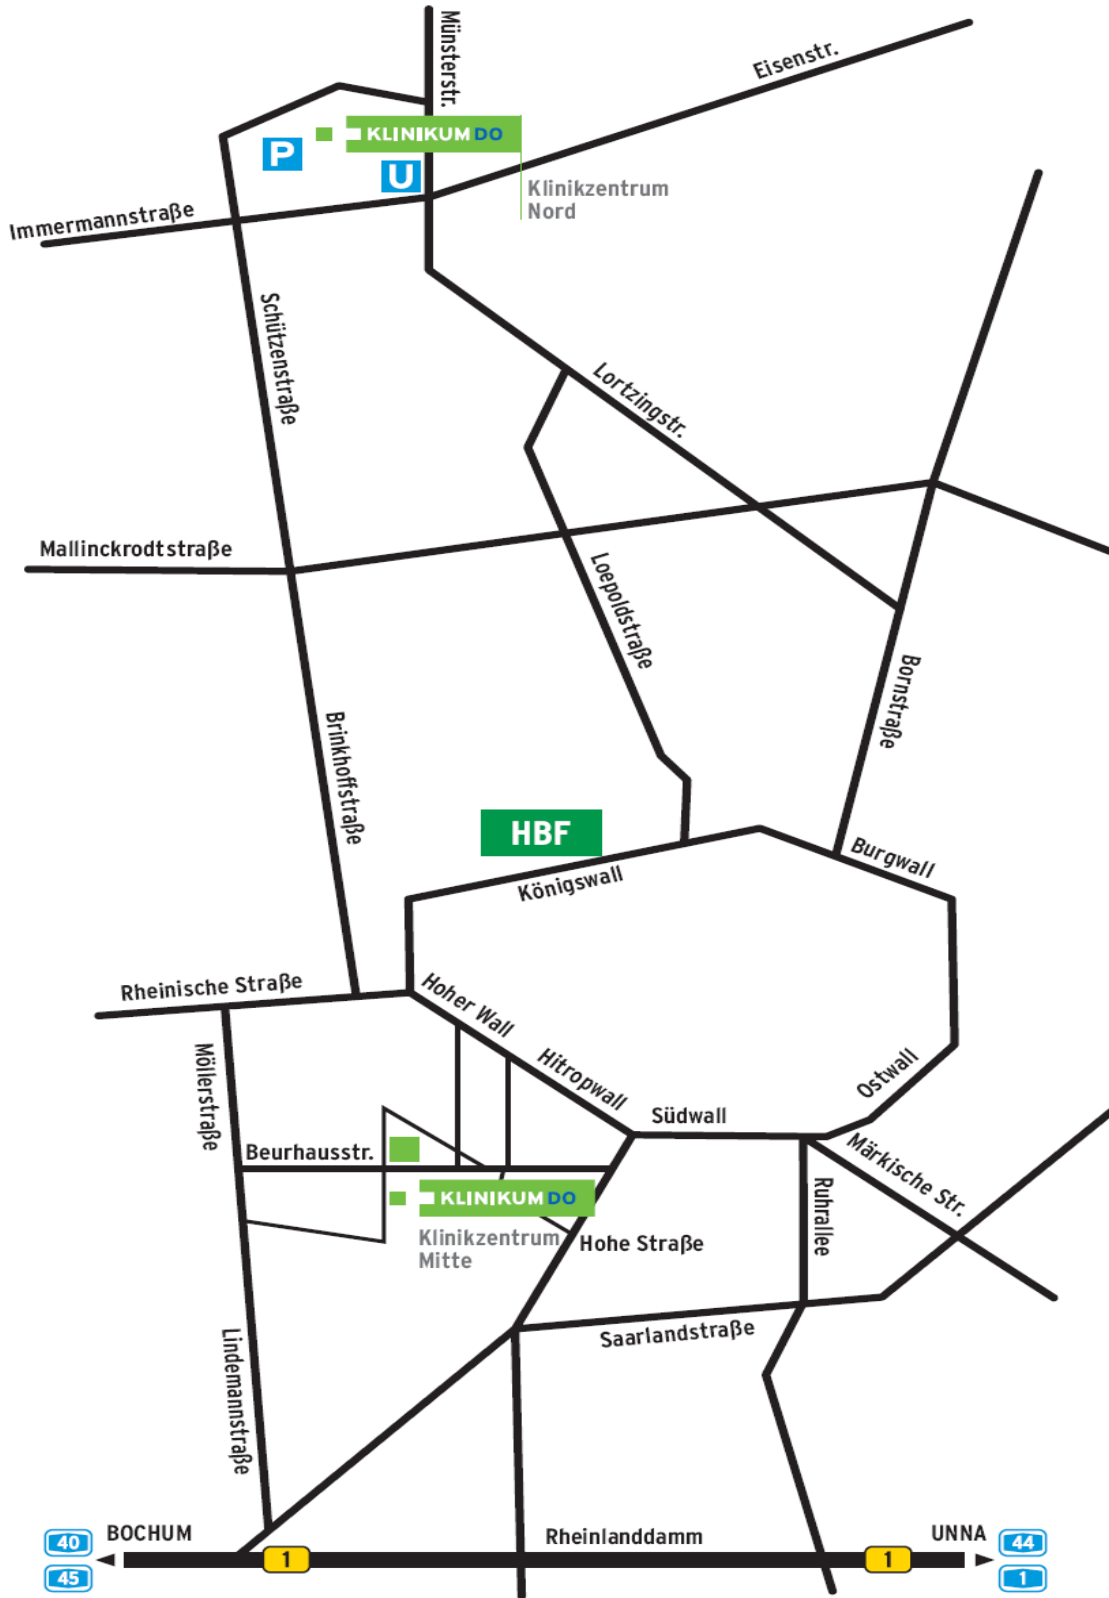 Münsterstr.
Eisenstr.
KLINIKUM DO
P
U
Klinikzentrum
Nord
Immermannstraße
Schützenstraße
Lortzingstr.
Mallinckrodtstraße
Loepoldstraße
Bornstraße
Brinkhoffstraße
HBF
Burgwall
Königswall
Rheinische Straße
Hoher Wall
Hitropwall
Ostwall
Möllerstraße
Südwall
Märkische Str.
Beurhausstr.
Ruhrallee
KLINIKUM DO
Klinikzentrum
Mitte
Hohe Straße
Saarlandstraße
Lindemannstraße
40
BOCHUM
Rheinlanddamm
UNNA
44
1
1
45
1